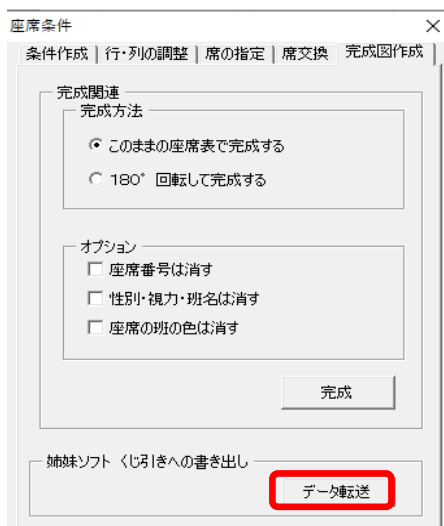 座席条件
条件作成 行・列の調整 席の指定 席交換 完成図作成
完成関連
完成方法
このままの座席表で完成する
180°回転して完成する
オプション
座席番号は消す
性別・視力・班名は消す
座席の班の色は消す
完成
姉妹ソフト くじ引きへの書き出し
データ転送